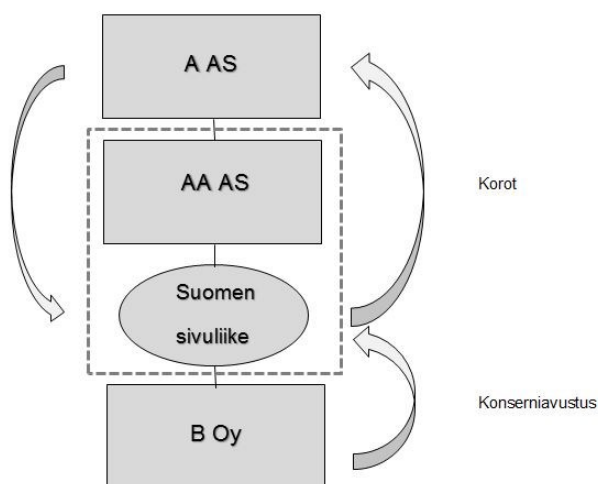 A AS
AA AS
Korot
Suomen
sivuliike
Konserniavustus
B Oy